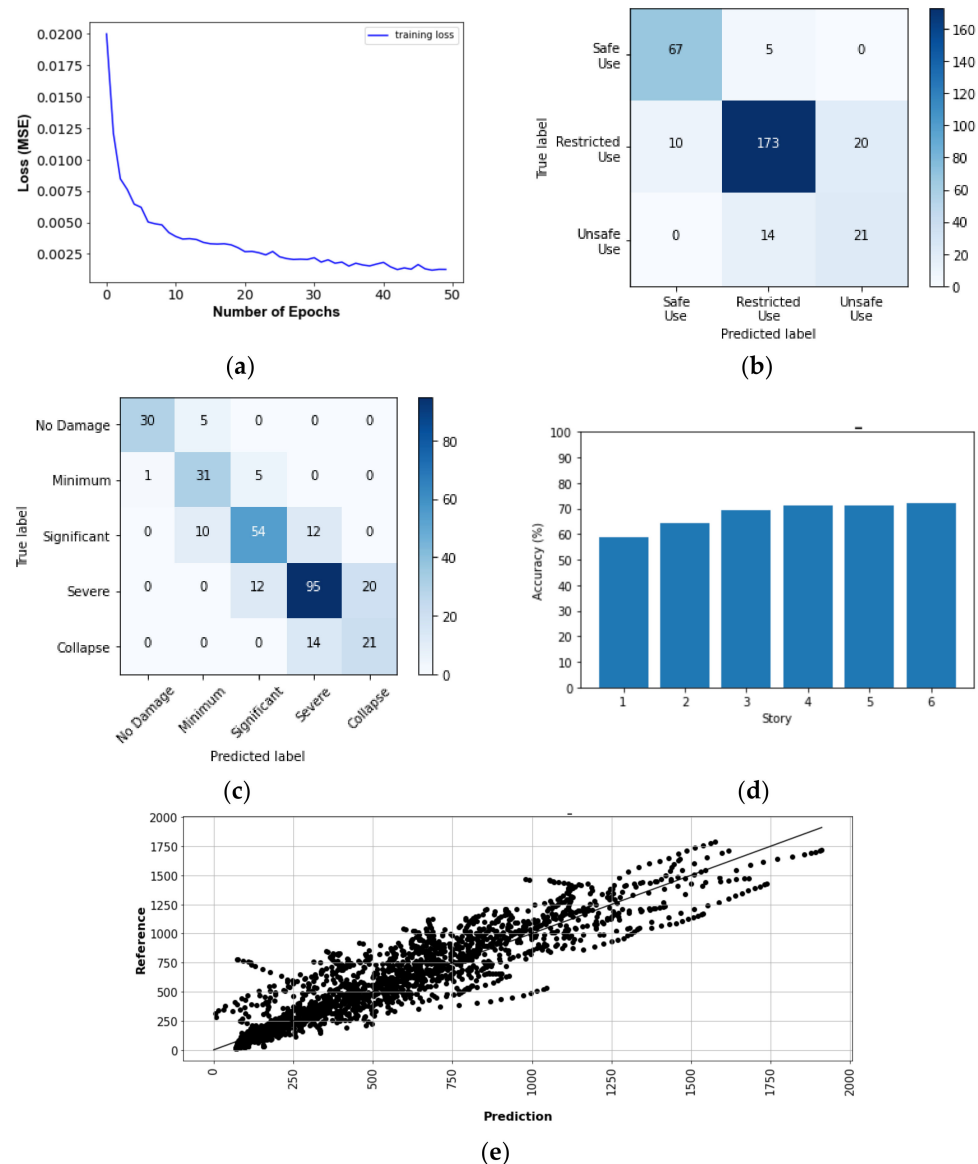 training loss
0.0200
0.0175
0.0150
0.0125
0.0100
0.0075
0.0050
0.0025
Loss (MSE)
0 10 20 30 40 50
Number of Epochs
(a)
Safe
Use
67 5 0
Restricted
Use
10 173 20
Unsafe
Use
0 14 21
True label
Safe
Use
Restricted
Use
Unsafe
Use
Predicted label
160
140
120
100
80
60
40
20
0
(b)
No Damage 30 5 0 0 0
Minimum 1 31 5 0 0
Significant 0 10 54 12 0
Severe 0 0 12 95 20
Collapse 0 0 0 14 21
True label
No Damage Minimum Significant Severe Collapse
Predicted label
80
60
40
20
0
(c)
100
90
80
70
60
50
40
30
20
10
0
Accuracy (%)
1 2 3 4 5 6
Story
(d)
2000
1750
1500
1250
1000
750
500
250
0
Reference
0 250 500 750 1000 1250 1500 1750 2000
Prediction
(e)